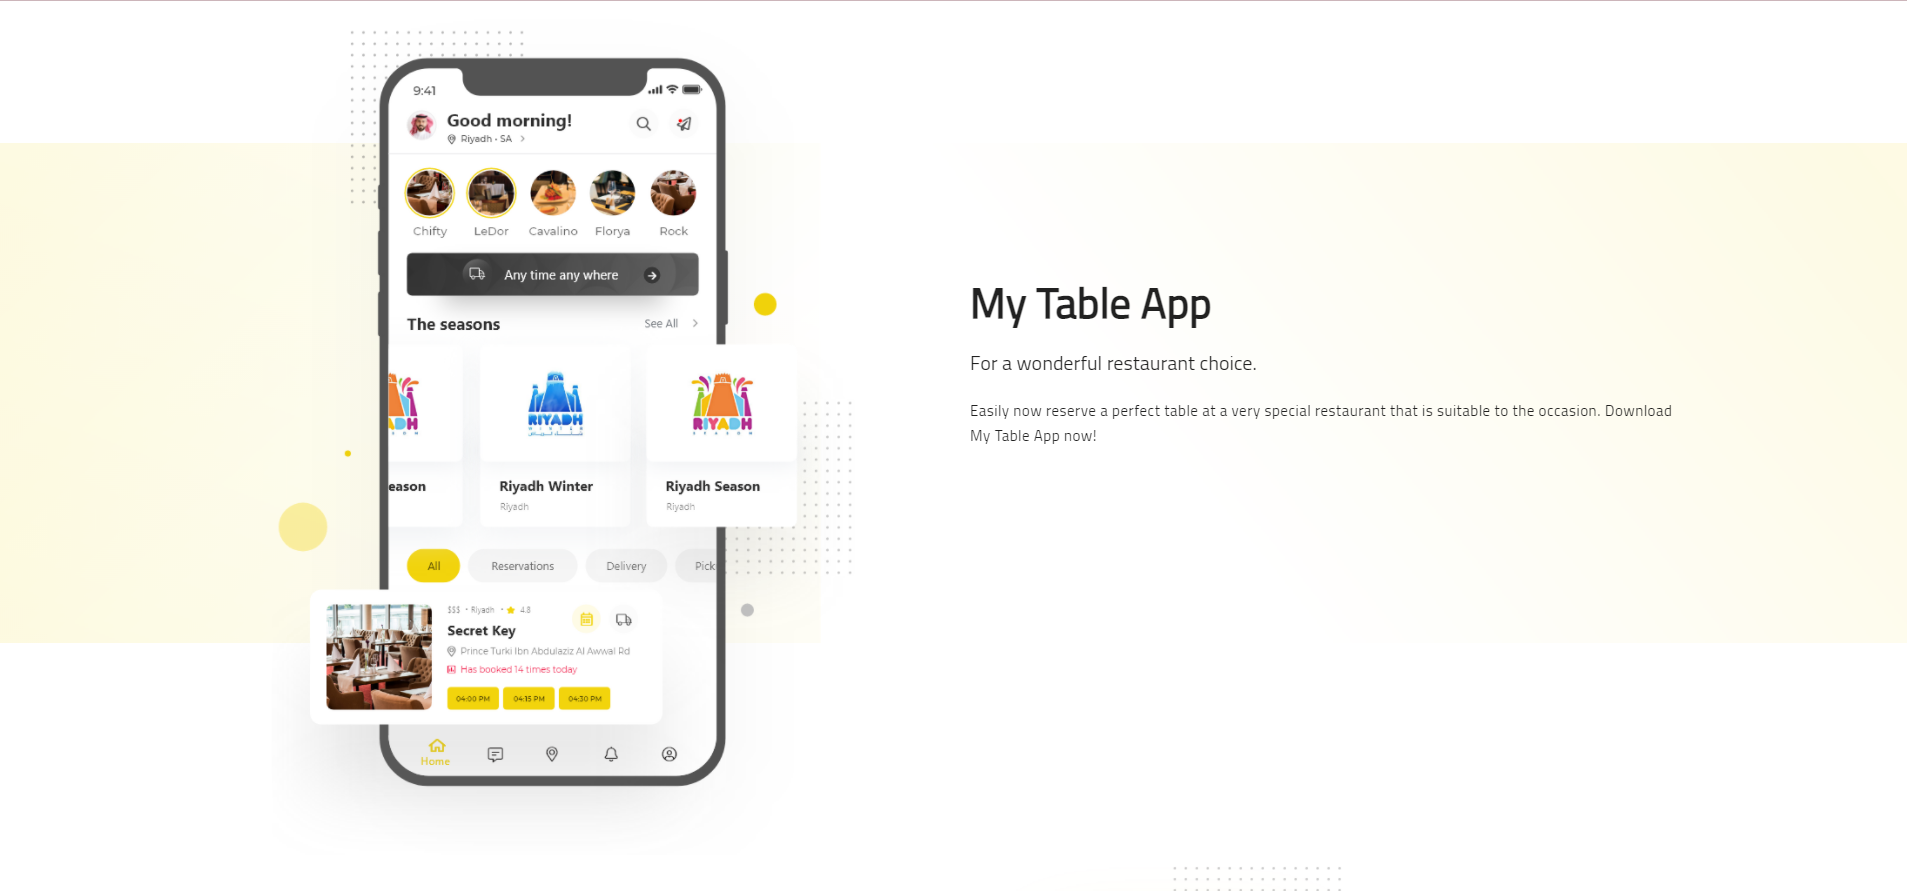 9:41
Good morning!
Riyadh - SA
Chifty LeDor Cavalino Florya Rock
Any time any where
The seasons See All
RIYADH
WINTER
شتاء الرياض
RIYADH
SEASON
eason Riyadh Winter Riyadh Season
Riyadh Riyadh
All Reservations Delivery Pick
$$$ • Riyadh • 4.8
Secret Key
Prince Turki Ibn Abdulaziz Al Awwal Rd
Has booked 14 times today
04:00 PM 04:15 PM 04:30 PM
Home
My Table App
For a wonderful restaurant choice.
Easily now reserve a perfect table at a very special restaurant that is suitable to the occasion. Download
My Table App now!